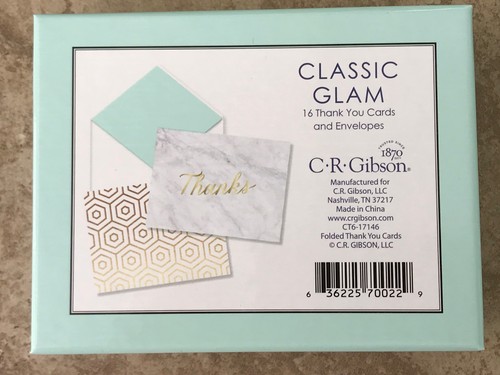 CLASSIC
GLAM
16 Thank You Cards
and Envelopes
TRUSTED SINCE
1870
C·R·Gibson®
Manufactured for
C.R. Gibson, LLC
Nashville, TN 37217
Made in China
www.crgibson.com
CT6-17146
Folded Thank You Cards
© C.R. GIBSON, LLC
6 36225 70022 9
Thanks